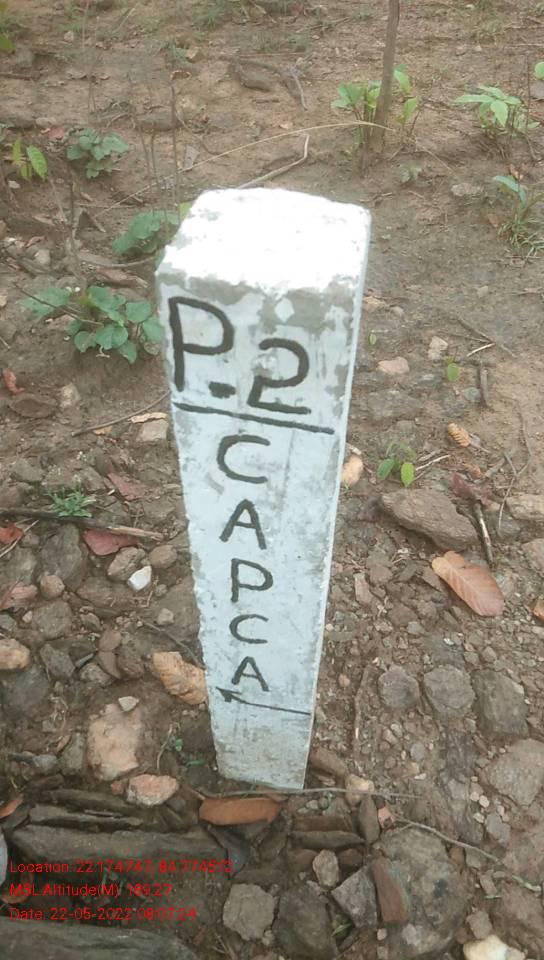 P.2
CAPCA
Location: 22.174747, 84.774512
MSL Altitude(M): 189.27
Date: 22-05-2022 08:07:24